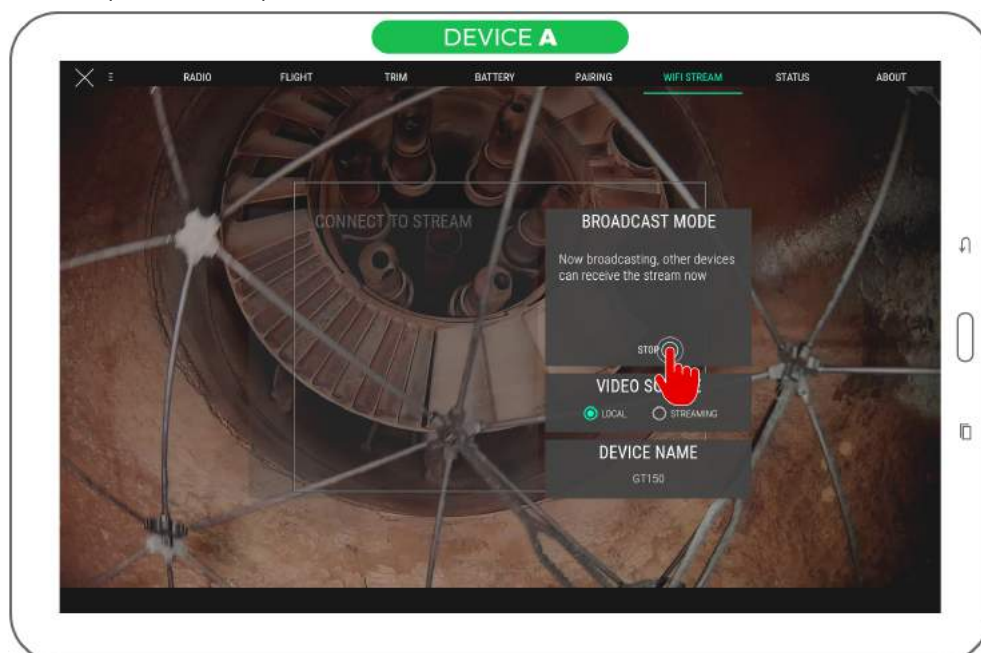 DEVICE A
RADIO FLIGHT TRIM BATTERY PAIRING WIFI STREAM STATUS ABOUT
CONNECT TO STREAM
BROADCAST MODE
Now broadcasting, other devices
can receive the stream now
STOP
VIDEO
LOCAL STREAMING
DEVICE NAME
GT150